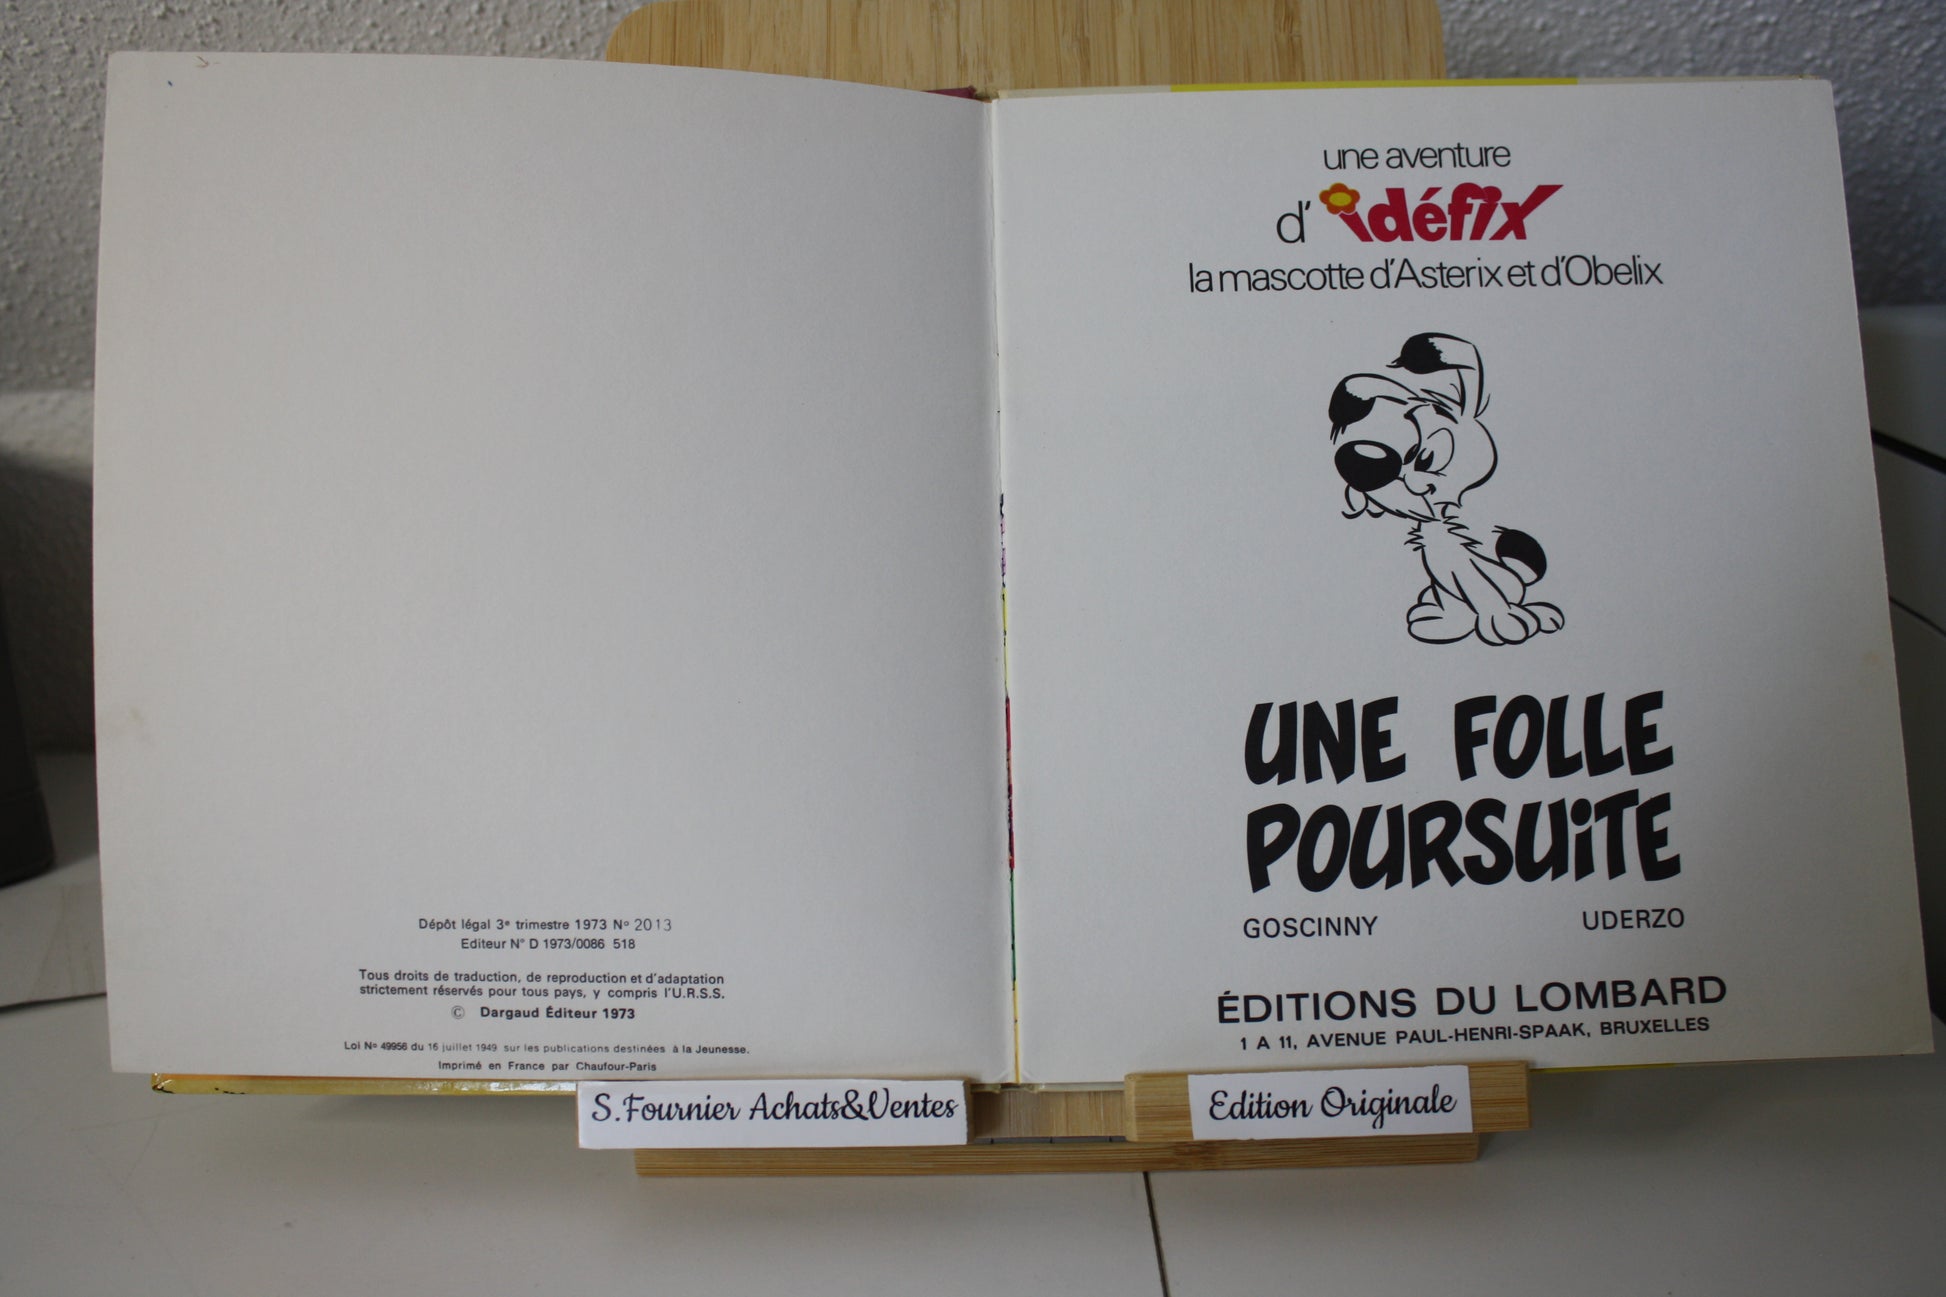 Dépôt légal 3e trimestre 1973 No 2013
Editeur N° D 1973/0086 518
Tous droits de traduction, de reproduction et d'adaptation
strictement réservés pour tous pays, y compris l'U.R.S.S.
© Dargaud Éditeur 1973
Loi No 49956 du 16 juillet 1949 sur les publications destinées à la Jeunesse.
Imprimé en France par Chaufour-Paris
une aventure
d'idéfix
la mascotte d'Asterix et d'Obelix
UNE FOLLE
POURSUiTE
GOSCINNY UDERZO
ÉDITIONS DU LOMBARD
1 A 11, AVENUE PAUL-HENRI-SPAAK, BRUXELLES
S.Fournier Achats&Ventes
Edition Originale